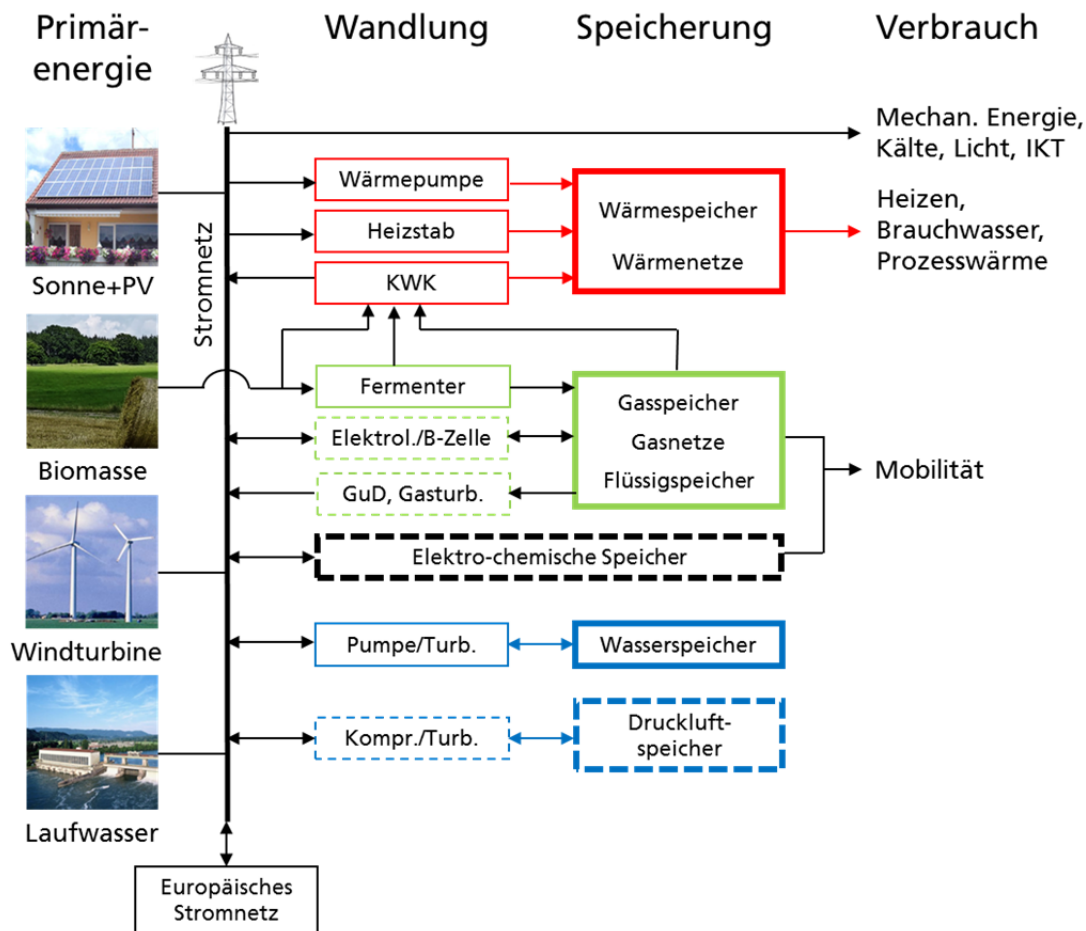 Primär-
energie
Wandlung
Speicherung
Verbrauch
Mechan. Energie,
Kälte, Licht, IKT
Wärmepumpe
Heizstab
KWK
Wärmespeicher
Wärmenetze
Heizen,
Brauchwasser,
Prozesswärme
Sonne+PV
Stromnetz
Fermenter
Elektrol./B-Zelle
GuD, Gasturb.
Gasspeicher
Gasnetze
Flüssigspeicher
Mobilität
Biomasse
Elektro-chemische Speicher
Windturbine
Pumpe/Turb.
Wasserspeicher
Kompr./Turb.
Druckluft-
speicher
Laufwasser
Europäisches
Stromnetz